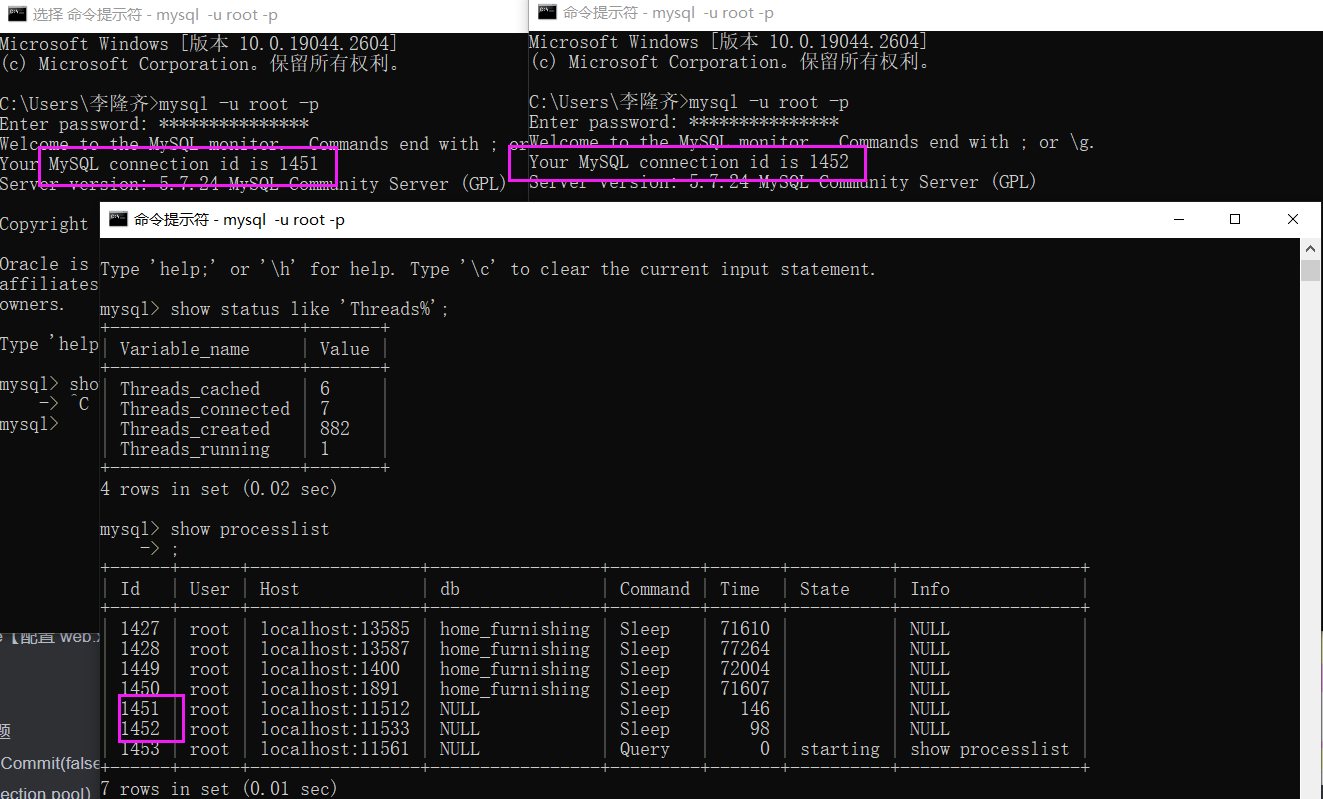 选择 命令提示符 - mysql  -u root -p
Microsoft Windows [版本 10.0.19044.2604]
(c) Microsoft Corporation。保留所有权利。
C:\Users\李隆齐>mysql -u root -p
Enter password: ***************
Welcome to the MySQL monitor.  Commands end with ; or
Your MySQL connection id is 1451
Server version: 5.7.24 MySQL Community Server (GPL)
Copyright
Oracle is
affiliates
owners.
Type 'help
mysql> sho
    -> ^C
mysql>
命令提示符 - mysql  -u root -p
Microsoft Windows [版本 10.0.19044.2604]
(c) Microsoft Corporation。保留所有权利。
C:\Users\李隆齐>mysql -u root -p
Enter password: ***************
Welcome to the MySQL monitor.  Commands end with ; or \g.
Your MySQL connection id is 1452
Server version: 5.7.24 MySQL Community Server (GPL)
命令提示符 - mysql  -u root -p
Type 'help;' or '\h' for help. Type '\c' to clear the current input statement.
mysql> show status like 'Threads%';
+-------------------+-------+
| Variable_name     | Value |
+-------------------+-------+
| Threads_cached    | 6     |
| Threads_connected | 7     |
| Threads_created   | 882   |
| Threads_running   | 1     |
+-------------------+-------+
4 rows in set (0.02 sec)
mysql> show processlist
    -> ;
+------+------+-----------------+-----------------+---------+-------+----------+------------------+
| Id   | User | Host            | db              | Command | Time  | State    | Info             |
+------+------+-----------------+-----------------+---------+-------+----------+------------------+
| 1427 | root | localhost:13585 | home_furnishing | Sleep   | 71610 |          | NULL             |
| 1428 | root | localhost:13587 | home_furnishing | Sleep   | 77264 |          | NULL             |
| 1449 | root | localhost:1400  | home_furnishing | Sleep   | 72004 |          | NULL             |
| 1450 | root | localhost:1891  | home_furnishing | Sleep   | 71607 |          | NULL             |
| 1451 | root | localhost:11512 | NULL            | Sleep   |   146 |          | NULL             |
| 1452 | root | localhost:11533 | NULL            | Sleep   |    98 |          | NULL             |
| 1453 | root | localhost:11561 | NULL            | Query   |     0 | starting | show processlist |
+------+------+-----------------+-----------------+---------+-------+----------+------------------+
7 rows in set (0.01 sec)
e【配置 web.x
题
Commit(false
ection pool)